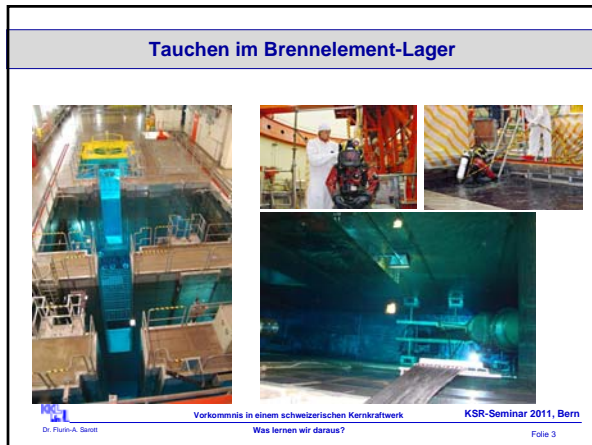 Tauchen im Brennelement-Lager
KKL
Dr. Flurin-A. Sarott
Vorkommnis in einem schweizerischen Kernkraftwerk
Was lernen wir daraus?
KSR-Seminar 2011, Bern
Folie 3